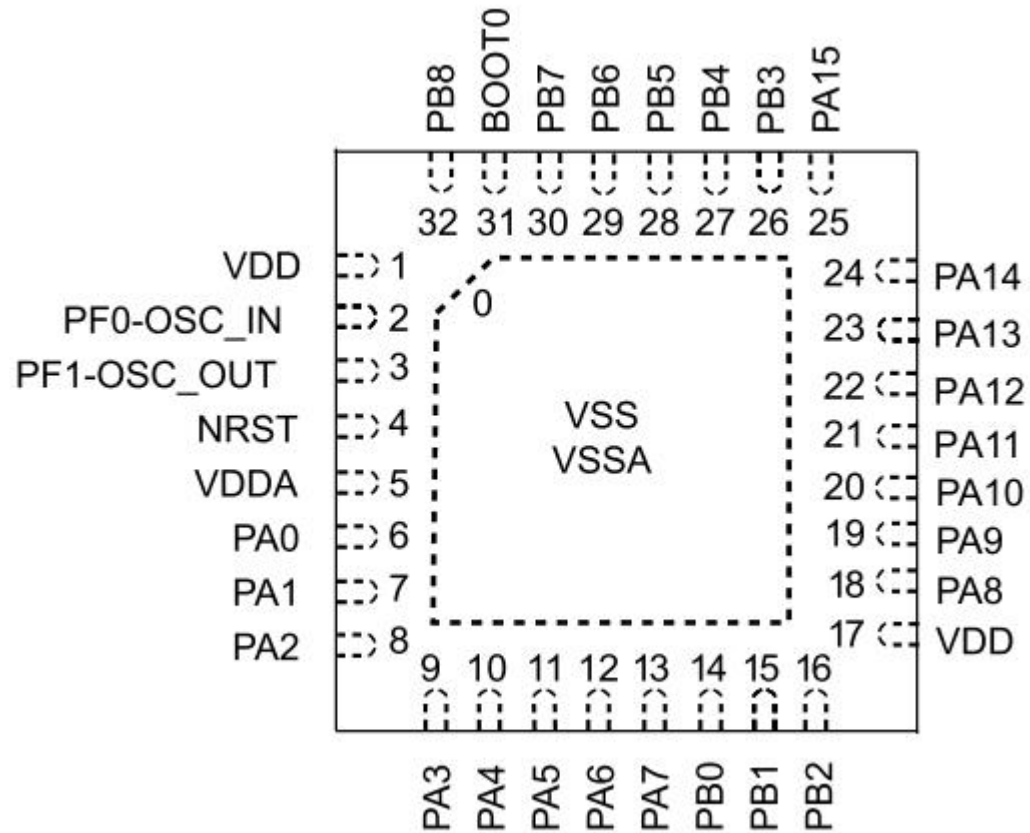 PB8
BOOT0
PB7
PB6
PB5
PB4
PB3
PA15
32 31 30 29 28 27 26 25
VDD 1
PF0-OSC_IN 2
PF1-OSC_OUT 3
NRST 4
VDDA 5
PA0 6
PA1 7
PA2 8
0
VSS
VSSA
24 PA14
23 PA13
22 PA12
21 PA11
20 PA10
19 PA9
18 PA8
17 VDD
9 10 11 12 13 14 15 16
PA3
PA4
PA5
PA6
PA7
PB0
PB1
PB2